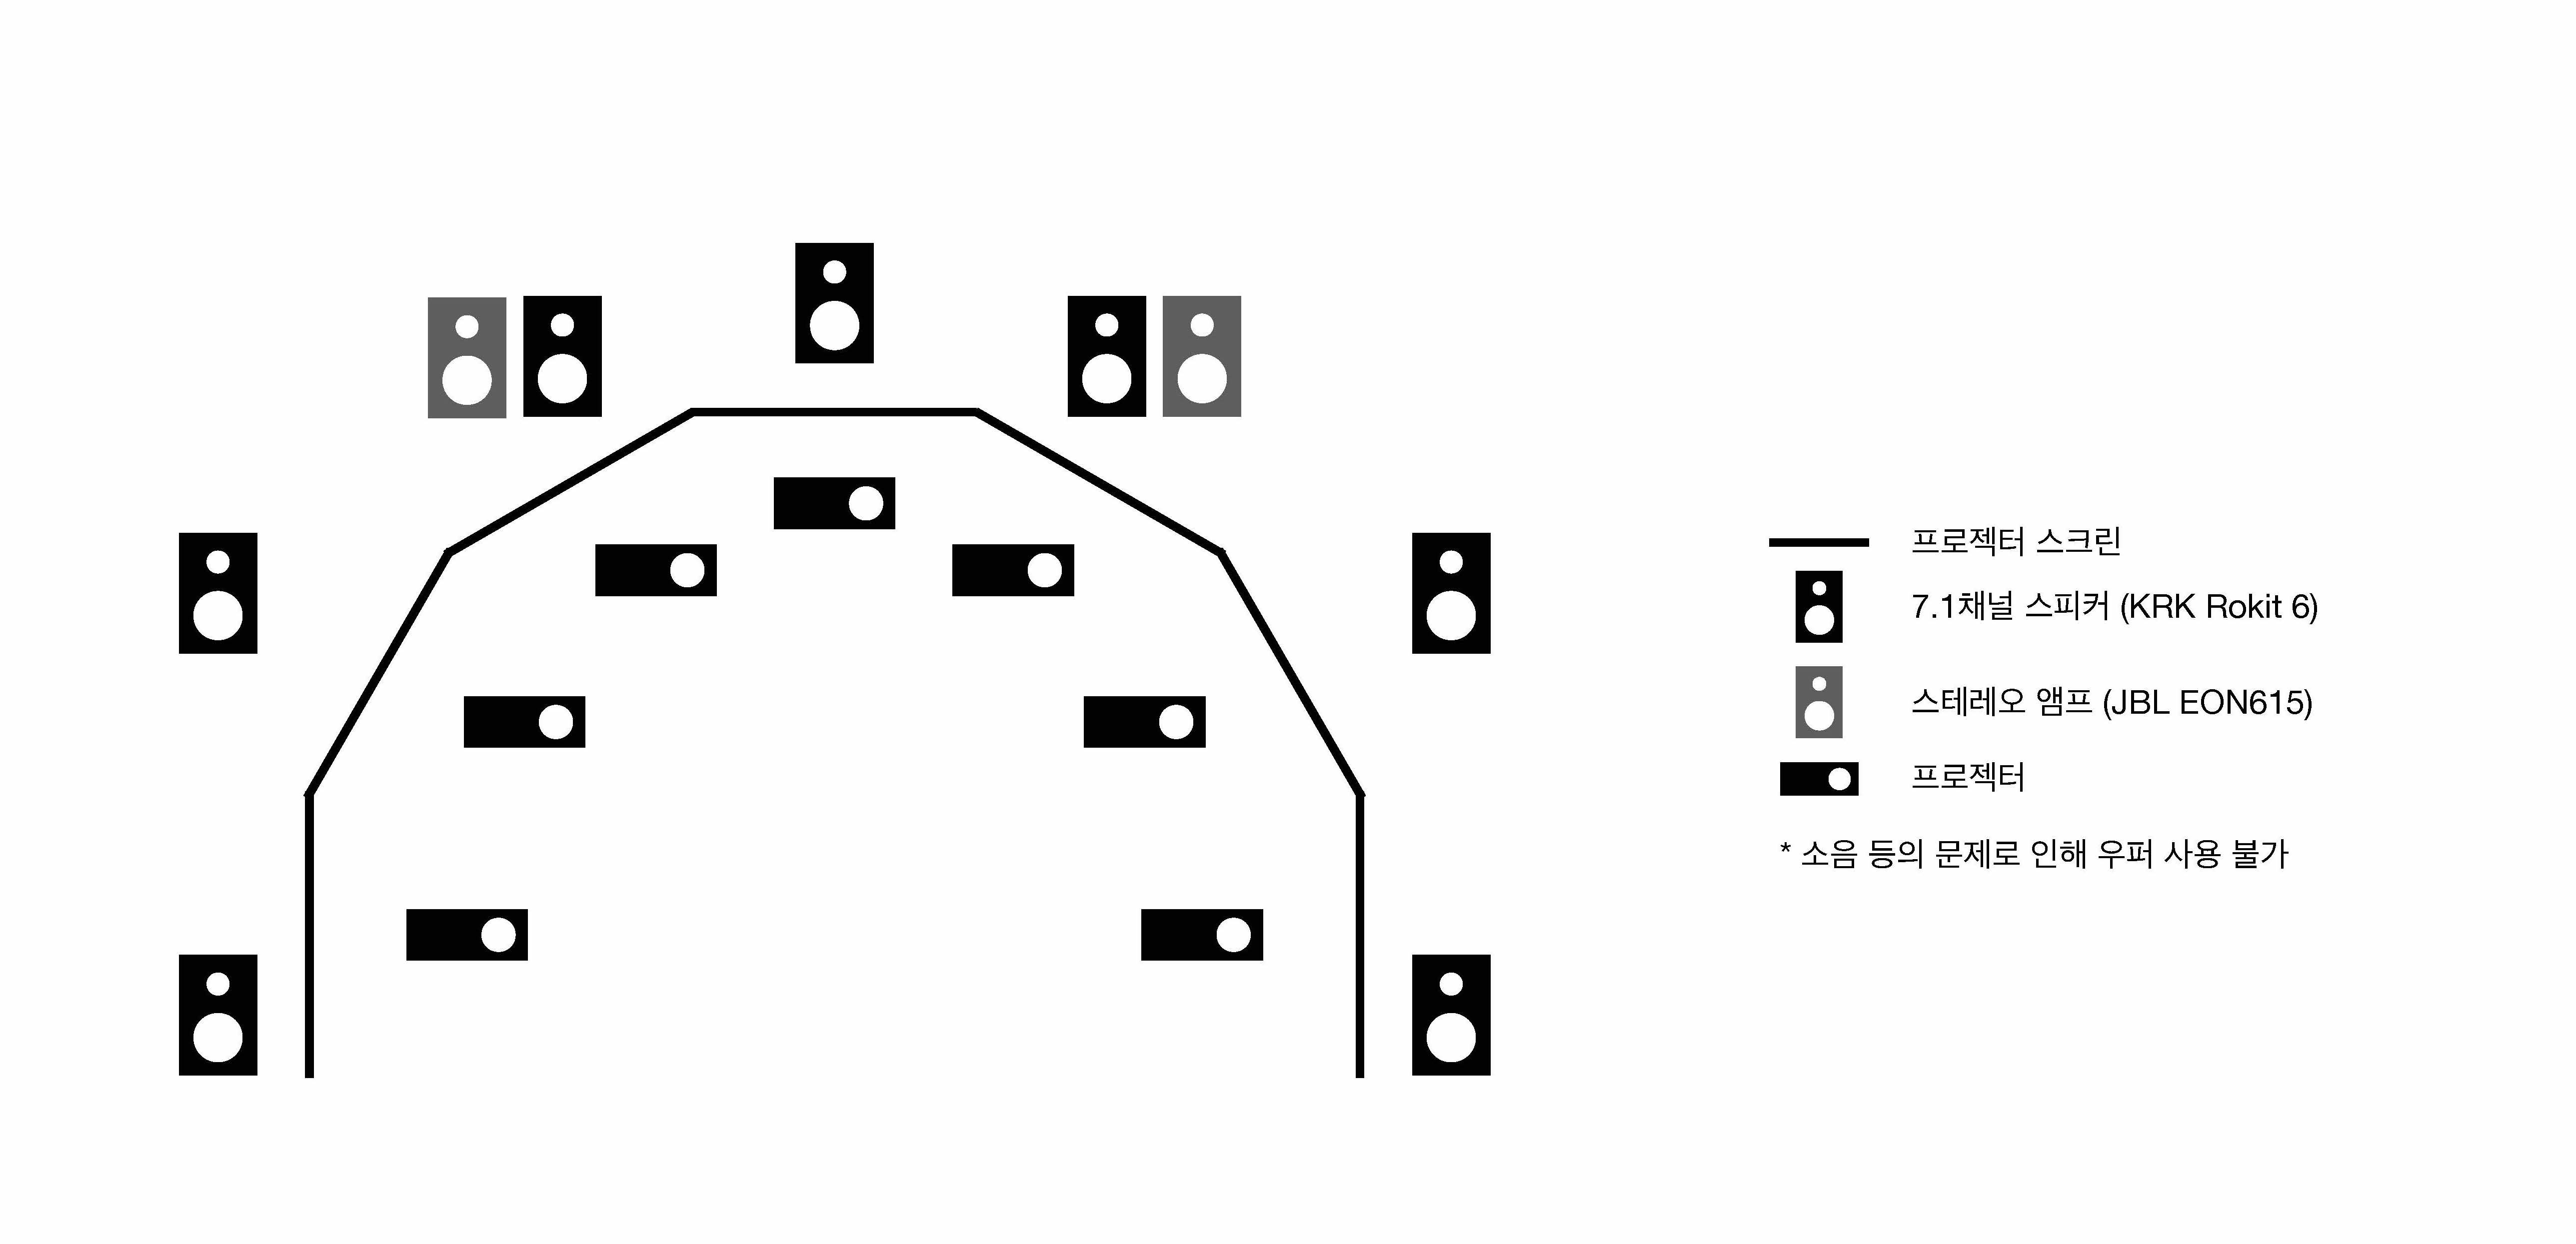 프로젝터 스크린
7.1채널 스피커 (KRK Rokit 6)
스테레오 앰프 (JBL EON615)
프로젝터
* 소음 등의 문제로 인해 우퍼 사용 불가